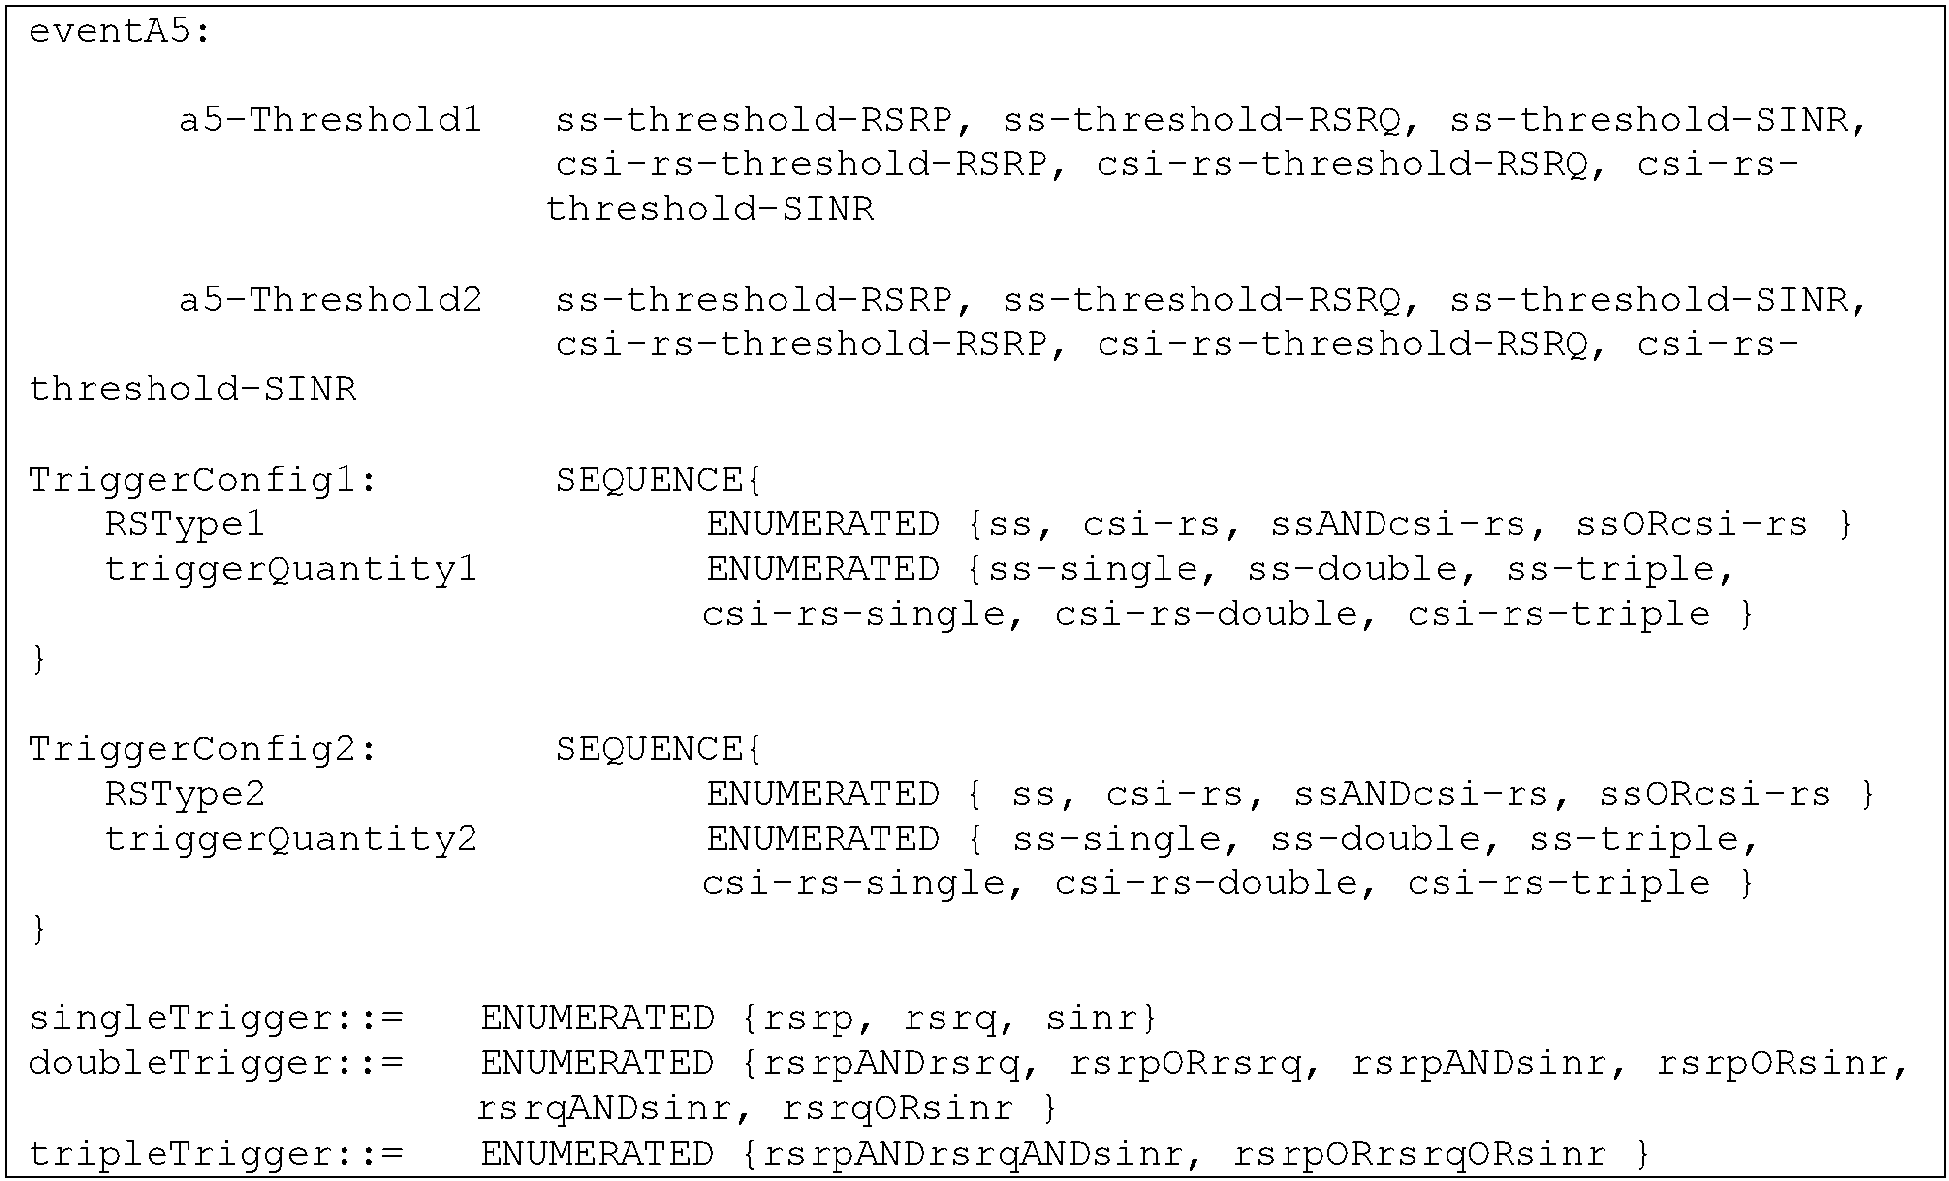 eventA5:
a5-Threshold1 ss-threshold-RSRP, ss-threshold-RSRQ, ss-threshold-SINR,
csi-rs-threshold-RSRP, csi-rs-threshold-RSRQ, csi-rs-
threshold-SINR
a5-Threshold2 ss-threshold-RSRP, ss-threshold-RSRQ, ss-threshold-SINR,
csi-rs-threshold-RSRP, csi-rs-threshold-RSRQ, csi-rs-
threshold-SINR
TriggerConfig1: SEQUENCE{
RSType1 ENUMERATED {ss, csi-rs, ssANDcsi-rs, ssORcsi-rs }
triggerQuantity1 ENUMERATED {ss-single, ss-double, ss-triple,
csi-rs-single, csi-rs-double, csi-rs-triple }
}
TriggerConfig2: SEQUENCE{
RSType2 ENUMERATED { ss, csi-rs, ssANDcsi-rs, ssORcsi-rs }
triggerQuantity2 ENUMERATED { ss-single, ss-double, ss-triple,
csi-rs-single, csi-rs-double, csi-rs-triple }
}
singleTrigger::= ENUMERATED {rsrp, rsrq, sinr}
doubleTrigger::= ENUMERATED {rsrpANDrsrq, rsrpORrsrq, rsrpANDsinr, rsrpORsinr,
rsrqANDsinr, rsrqORsinr }
tripleTrigger::= ENUMERATED {rsrpANDrsrqANDsinr, rsrpORrsrqORsinr }